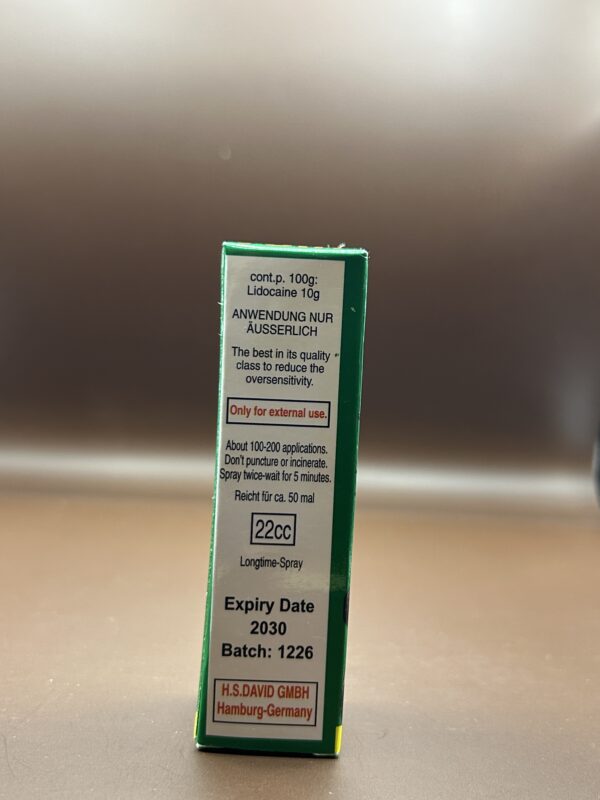 cont.p. 100g:
Lidocaine 10g
ANWENDUNG NUR
ÄUSSERLICH
The best in its quality
class to reduce the
oversensitivity.
Only for external use.
About 100-200 applications.
Don't puncture or incinerate.
Spray twice-wait for 5 minutes.
Reicht für ca. 50 mal
22cc
Longtime-Spray
Expiry Date
2030
Batch: 1226
H.S.DAVID GMBH
Hamburg-Germany